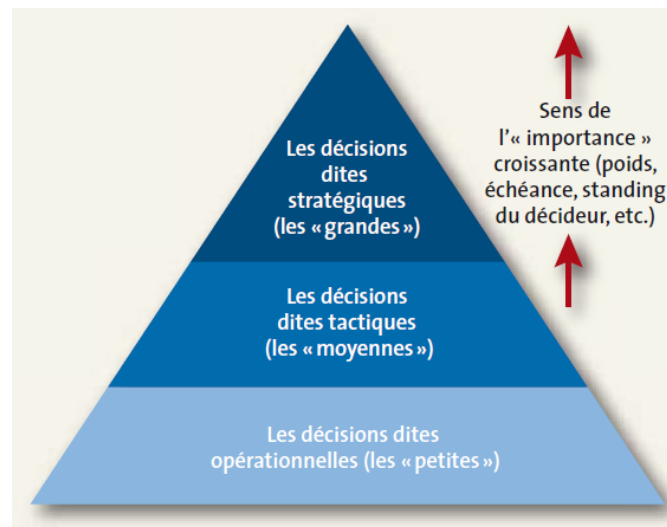 Les décisions
dites
stratégiques
(les « grandes »)
Sens de
l'« importance »
croissante (poids,
échéance, standing
du décideur, etc.)
Les décisions
dites tactiques
(les « moyennes »)
Les décisions dites
opérationnelles (les « petites »)